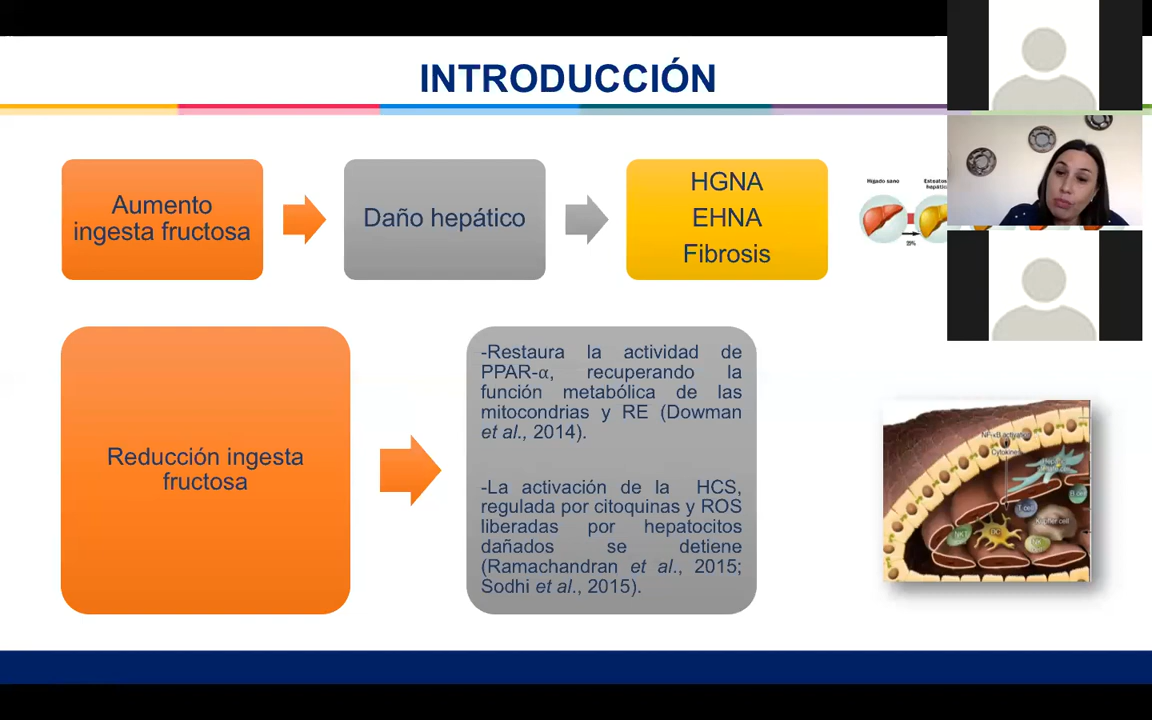 INTRODUCCIÓN
Aumento
ingesta fructosa
Daño hepático
HGNA
EHNA
Fibrosis
Hígado sano
20%
Reducción ingesta
fructosa
-Restaura la actividad de
PPAR-α, recuperando la
función metabólica de las
mitocondrias y RE (Dowman
et al., 2014).
-La activación de la HCS,
regulada por citoquinas y ROS
liberadas por hepatocitos
dañados se detiene
(Ramachandran et al., 2015;
Sodhi et al., 2015).
Cytokines
B cell
T cell
Kupffer cell
DC